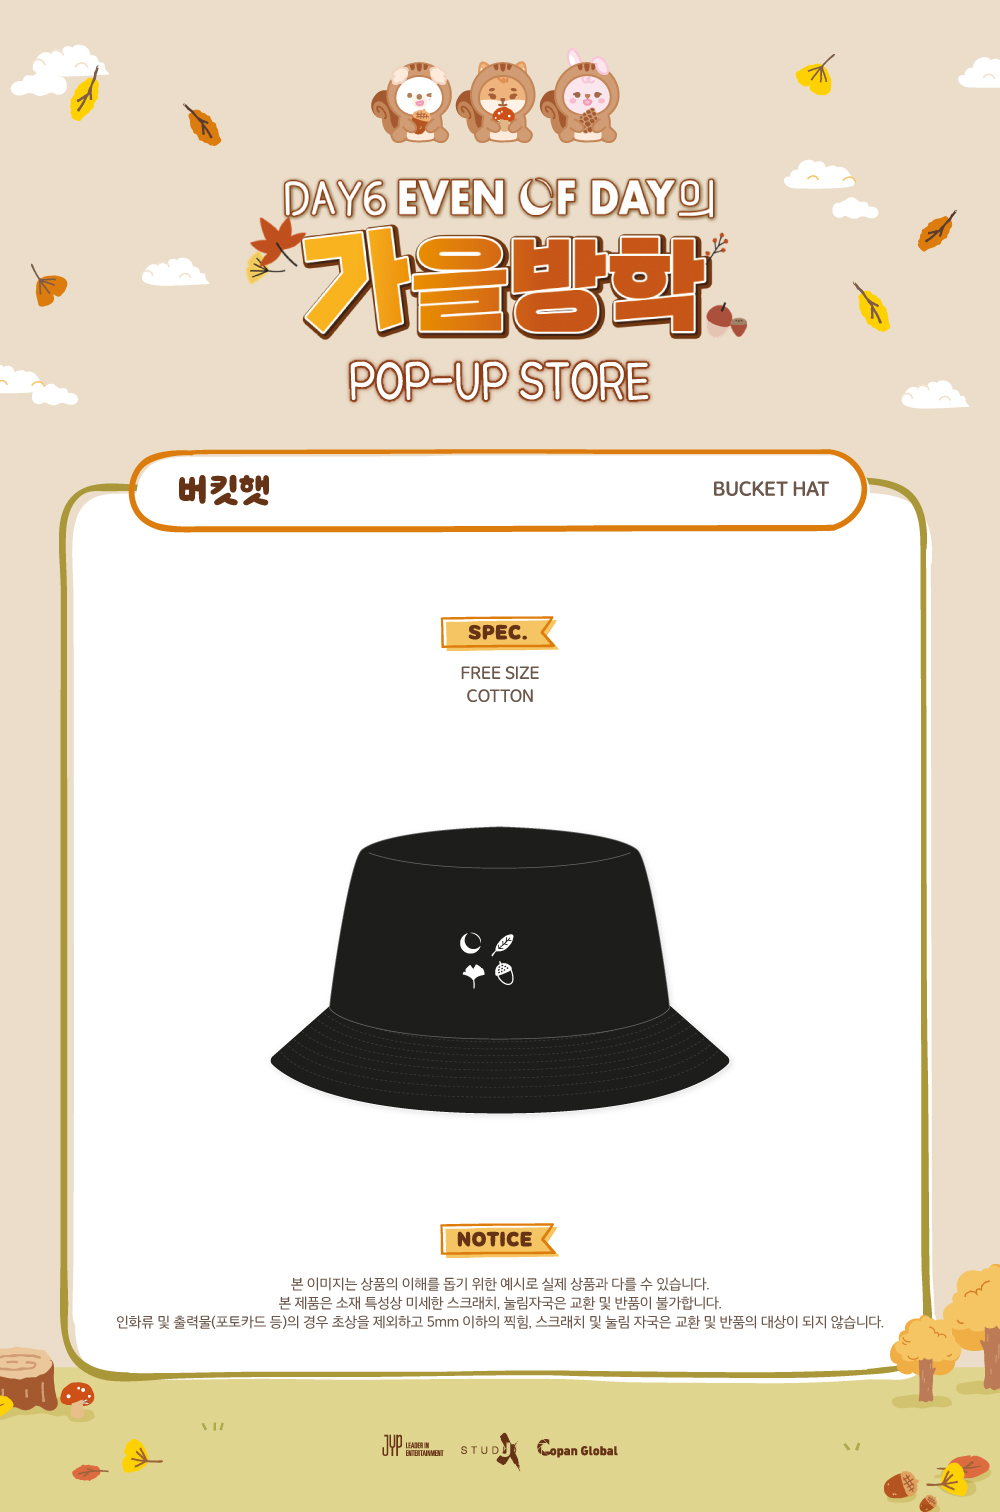 DAY6 EVEN OF DAY의
가을방학
POP-UP STORE
버킷햇
BUCKET HAT
SPEC.
FREE SIZE
COTTON
NOTICE
본 이미지는 상품의 이해를 돕기 위한 예시로 실제 상품과 다를 수 있습니다.
본 제품은 소재 특성상 미세한 스크래치, 눌림자국은 교환 및 반품이 불가합니다.
인화류 및 출력물(포토카드 등)의 경우 초상을 제외하고 5mm 이하의 찍힘, 스크래치 및 눌림 자국은 교환 및 반품의 대상이 되지 않습니다.
JYP LEADER IN ENTERTAINMENT
STUDIO
Copan Global